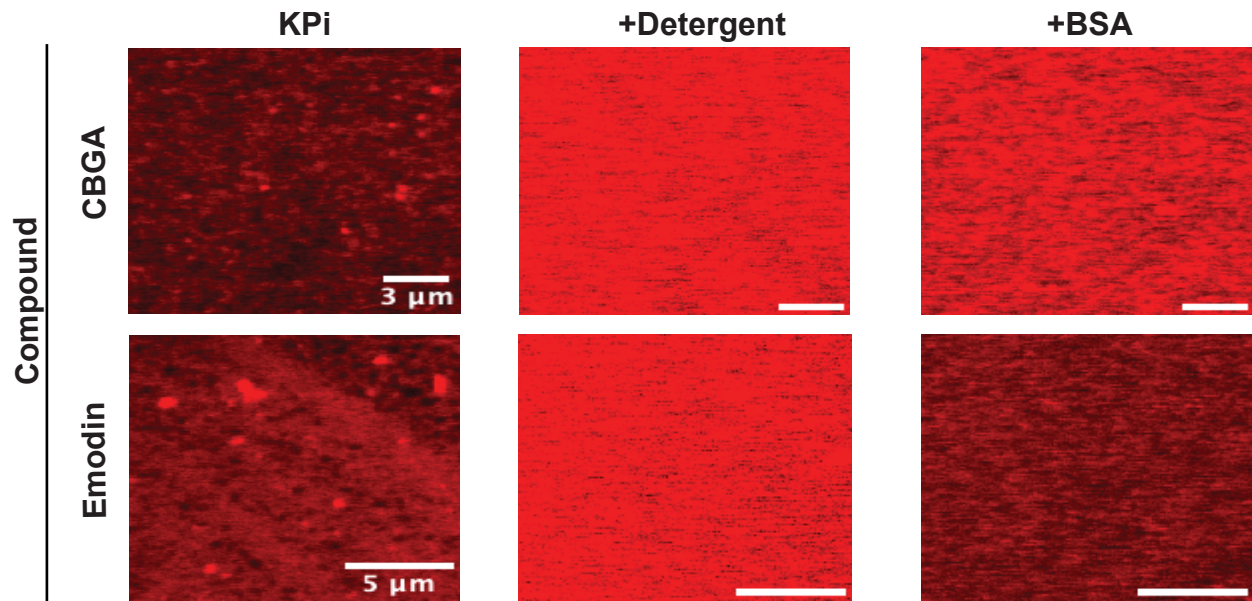 KPi
+Detergent
+BSA
Compound
CBGA
3 µm
Emodin
5 µm